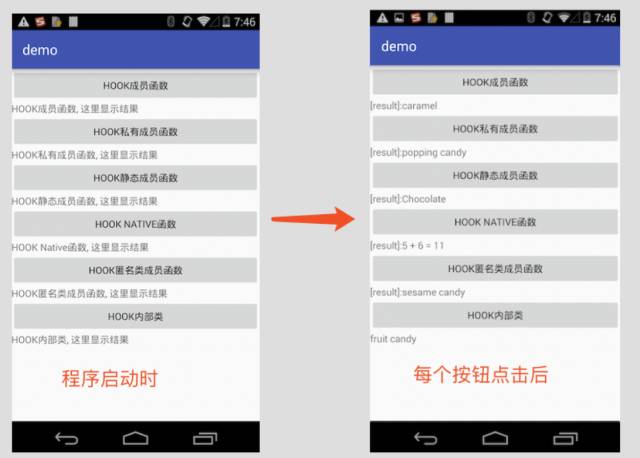 7:46
demo
HOOK成员函数
HOOK成员函数, 这里显示结果
HOOK私有成员函数
HOOK私有成员函数, 这里显示结果
HOOK静态成员函数
HOOK静态成员函数, 这里显示结果
HOOK NATIVE函数
HOOK Native函数, 这里显示结果
HOOK匿名类成员函数
HOOK匿名类成员函数, 这里显示结果
HOOK内部类
HOOK内部类, 这里显示结果
程序启动时
7:46
demo
HOOK成员函数
[result]:caramel
HOOK私有成员函数
[result]:popping candy
HOOK静态成员函数
[result]:Chocolate
HOOK NATIVE函数
[result]:5 + 6 = 11
HOOK匿名类成员函数
[result]:sesame candy
HOOK内部类
fruit candy
每个按钮点击后